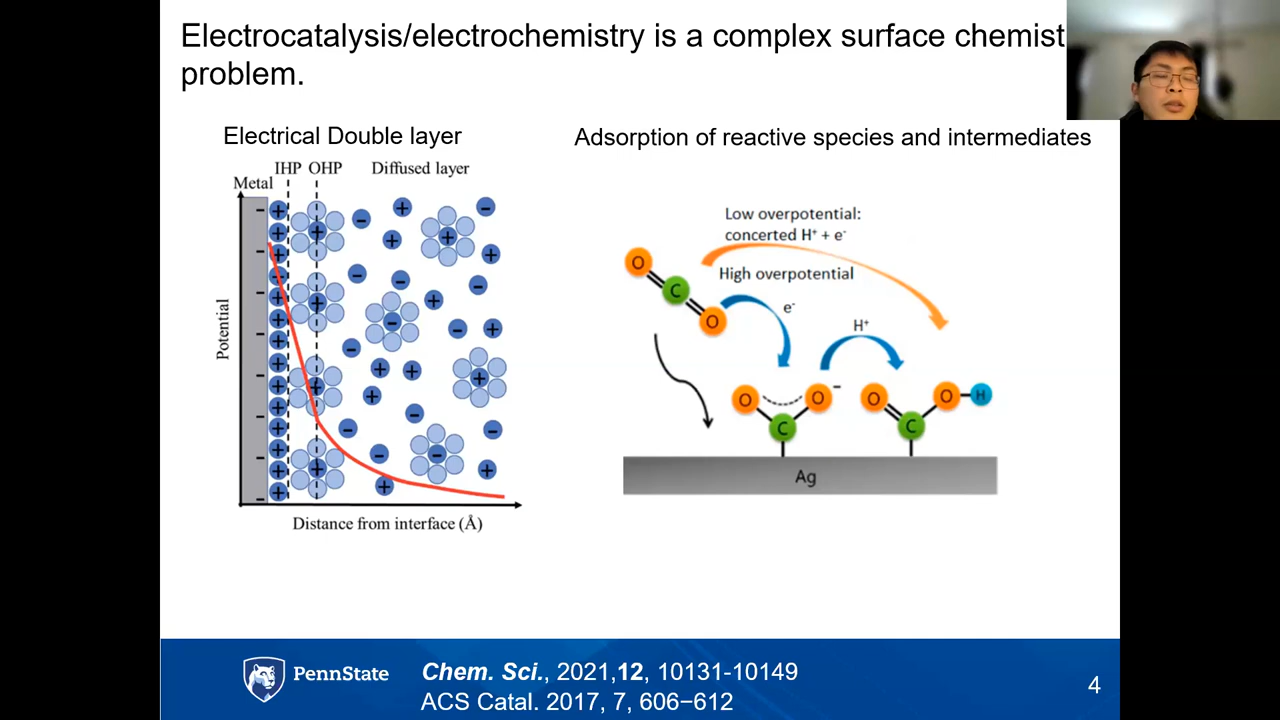 Electrocatalysis/electrochemistry is a complex surface chemist
problem.
Electrical Double layer
Adsorption of reactive species and intermediates
IHP OHP Diffused layer
Metal
Potential
Distance from interface (Å)
Low overpotential:
concerted H⁺ + e⁻
High overpotential
O
C
O
e⁻
H⁺
O O ⁻
C
O O H
C
Ag
PennState
Chem. Sci., 2021,12, 10131-10149
ACS Catal. 2017, 7, 606−612
4